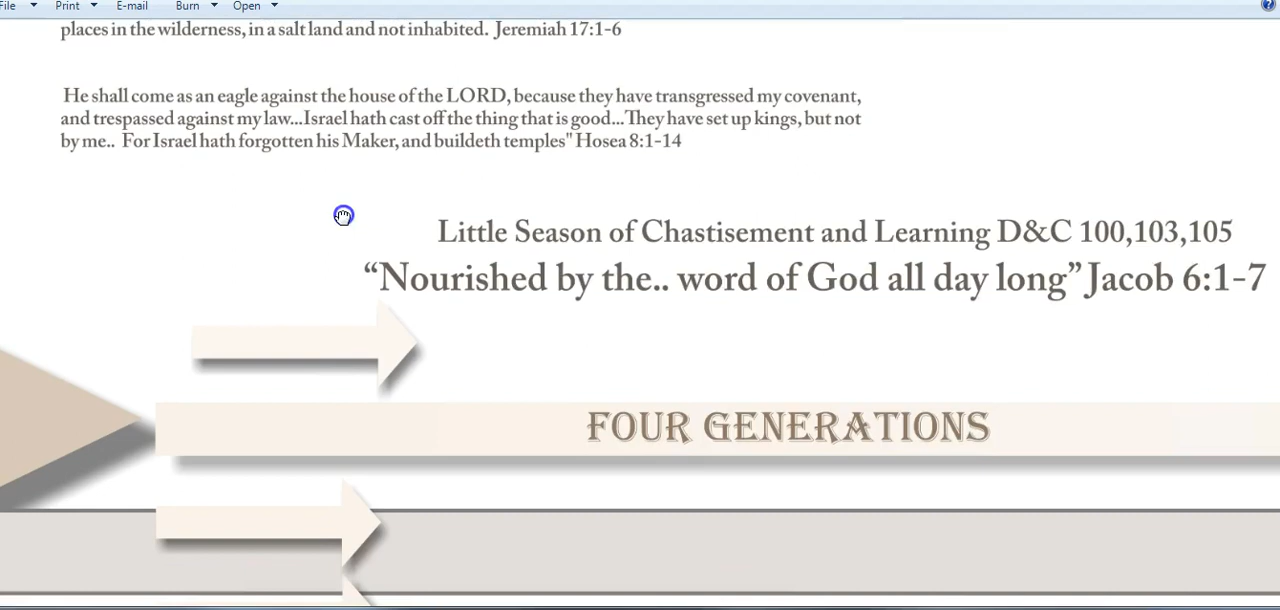 File Print E-mail Burn Open
places in the wilderness, in a salt land and not inhabited. Jeremiah 17:1-6
He shall come as an eagle against the house of the LORD, because they have transgressed my covenant,
and trespassed against my law...Israel hath cast off the thing that is good...They have set up kings, but not
by me.. For Israel hath forgotten his Maker, and buildeth temples" Hosea 8:1-14
Little Season of Chastisement and Learning D&C 100,103,105
“Nourished by the.. word of God all day long” Jacob 6:1-7
FOUR GENERATIONS